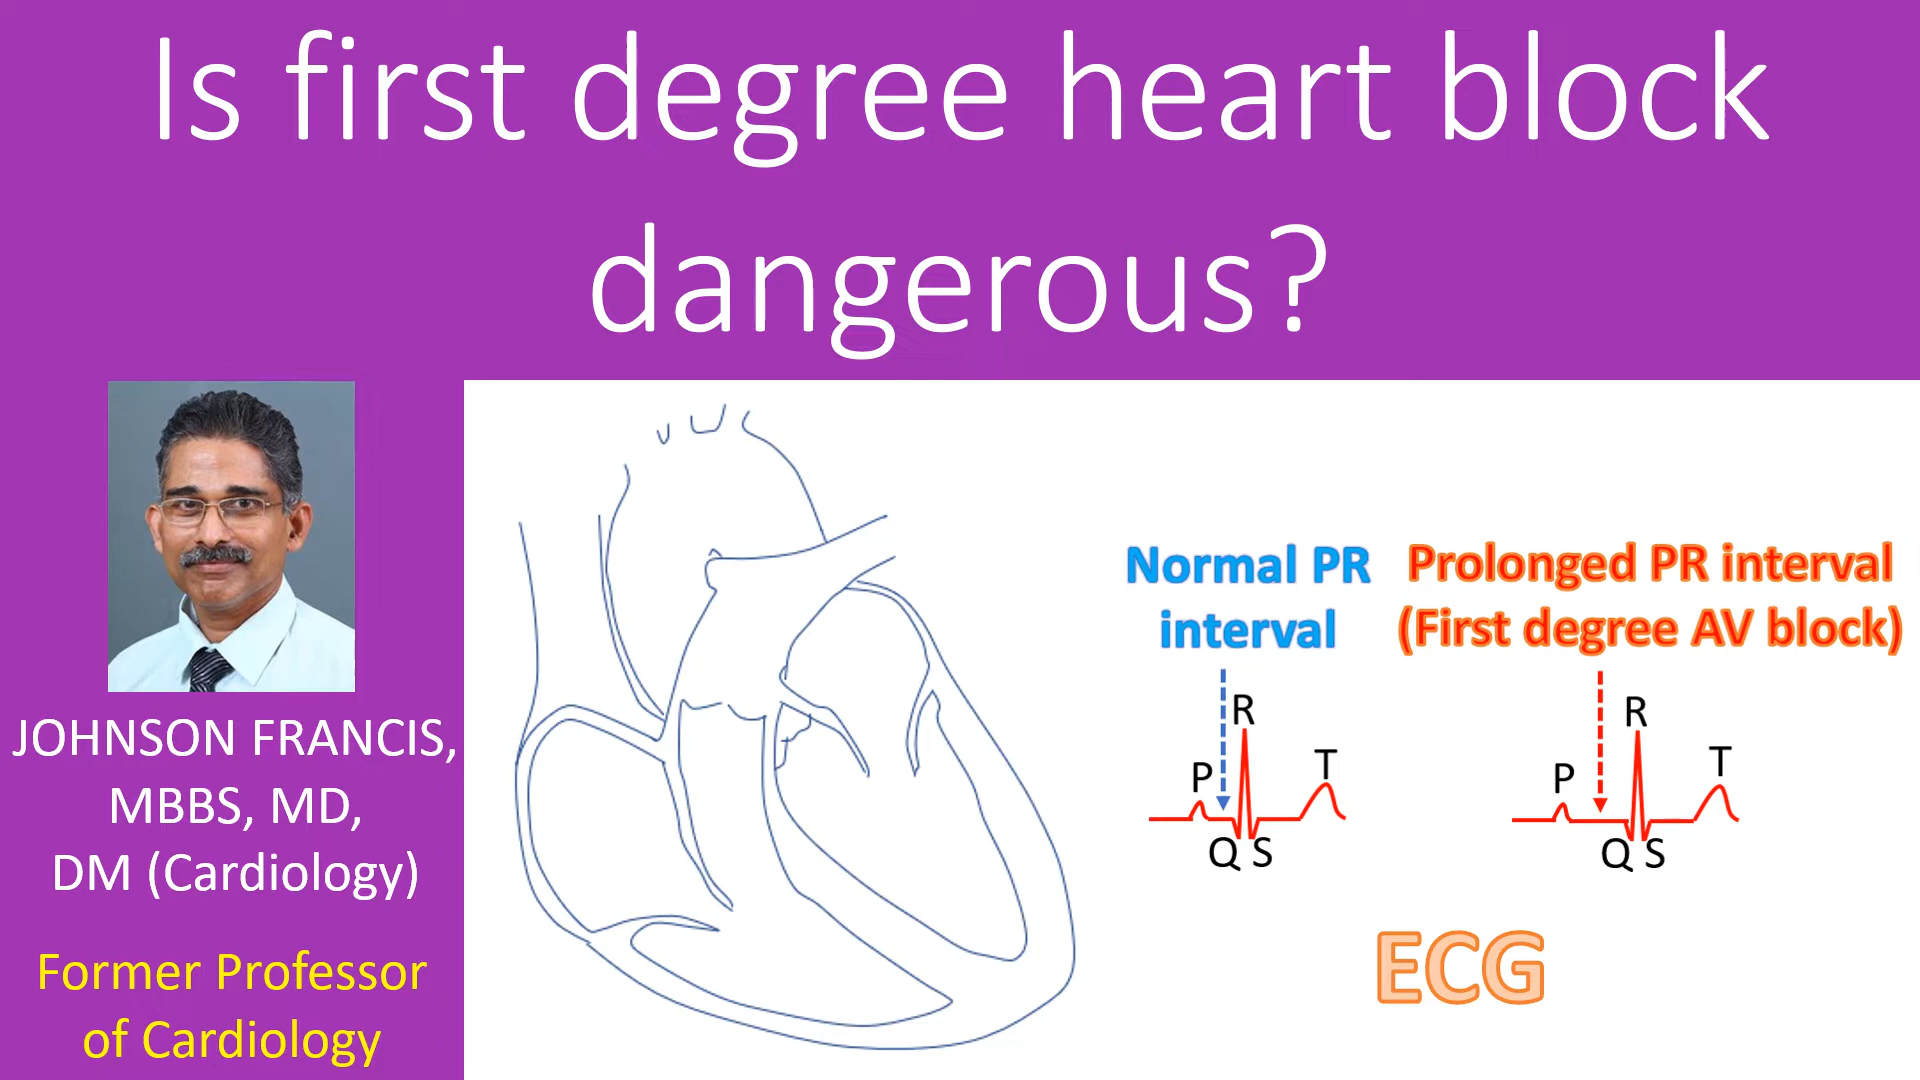 Is first degree heart block
dangerous?
JOHNSON FRANCIS,
MBBS, MD,
DM (Cardiology)
Former Professor
of Cardiology
Normal PR
interval
Prolonged PR interval
(First degree AV block)
R
P
T
Q S
R
P
T
Q S
ECG